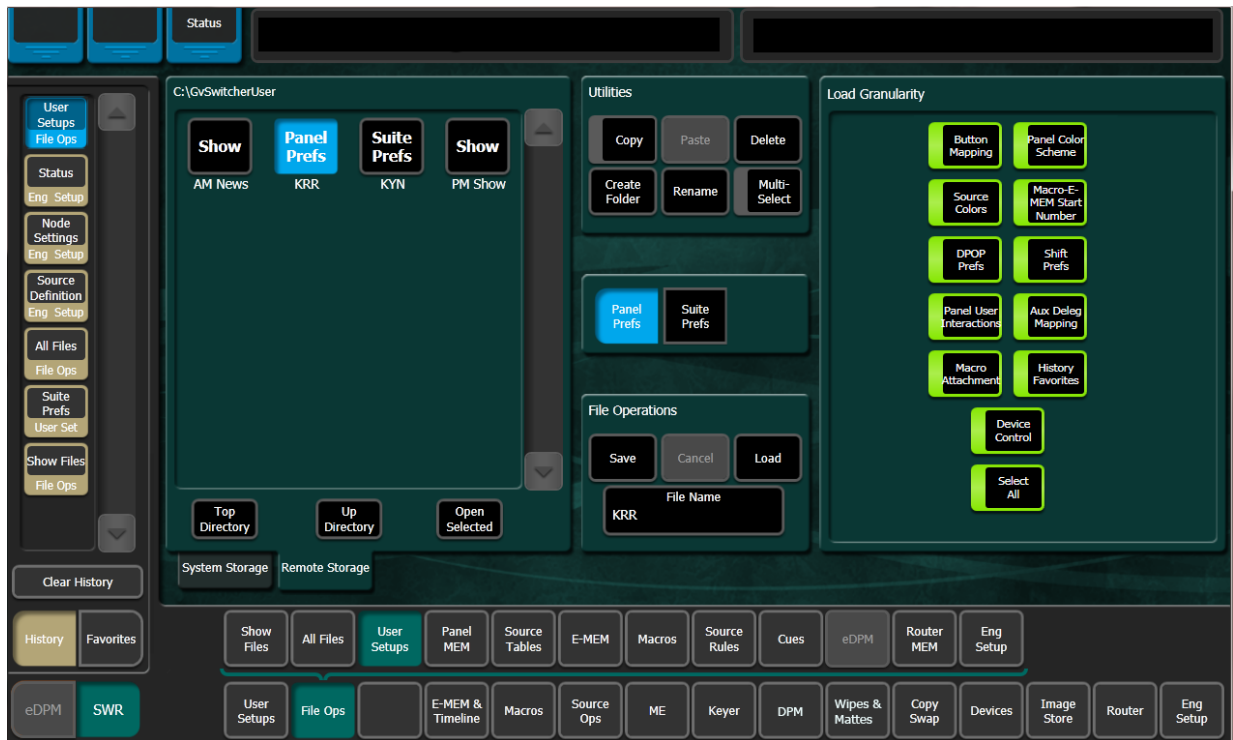 Status
User
Setups
File Ops
Status
Eng Setup
Node
Settings
Eng Setup
Source
Definition
Eng Setup
All Files
File Ops
Suite
Prefs
User Set
Show Files
File Ops
Clear History
History
Favorites
eDPM
SWR
C:\GvSwitcherUser
Show
AM News
Panel
Prefs
KRR
Suite
Prefs
KYN
Show
PM Show
Top
Directory
Up
Directory
Open
Selected
System Storage
Remote Storage
Utilities
Copy
Paste
Delete
Create
Folder
Rename
Multi-
Select
Panel
Prefs
Suite
Prefs
File Operations
Save
Cancel
Load
File Name
KRR
Load Granularity
Button
Mapping
Panel Color
Scheme
Source
Colors
Macro-E-
MEM Start
Number
DPOP
Prefs
Shift
Prefs
Panel User
Interactions
Aux Deleg
Mapping
Macro
Attachment
History
Favorites
Device
Control
Select
All
Show
Files
All Files
User
Setups
Panel
MEM
Source
Tables
E-MEM
Macros
Source
Rules
Cues
eDPM
Router
MEM
Eng
Setup
User
Setups
File Ops
E-MEM &
Timeline
Macros
Source
Ops
ME
Keyer
DPM
Wipes &
Mattes
Copy
Swap
Devices
Image
Store
Router
Eng
Setup